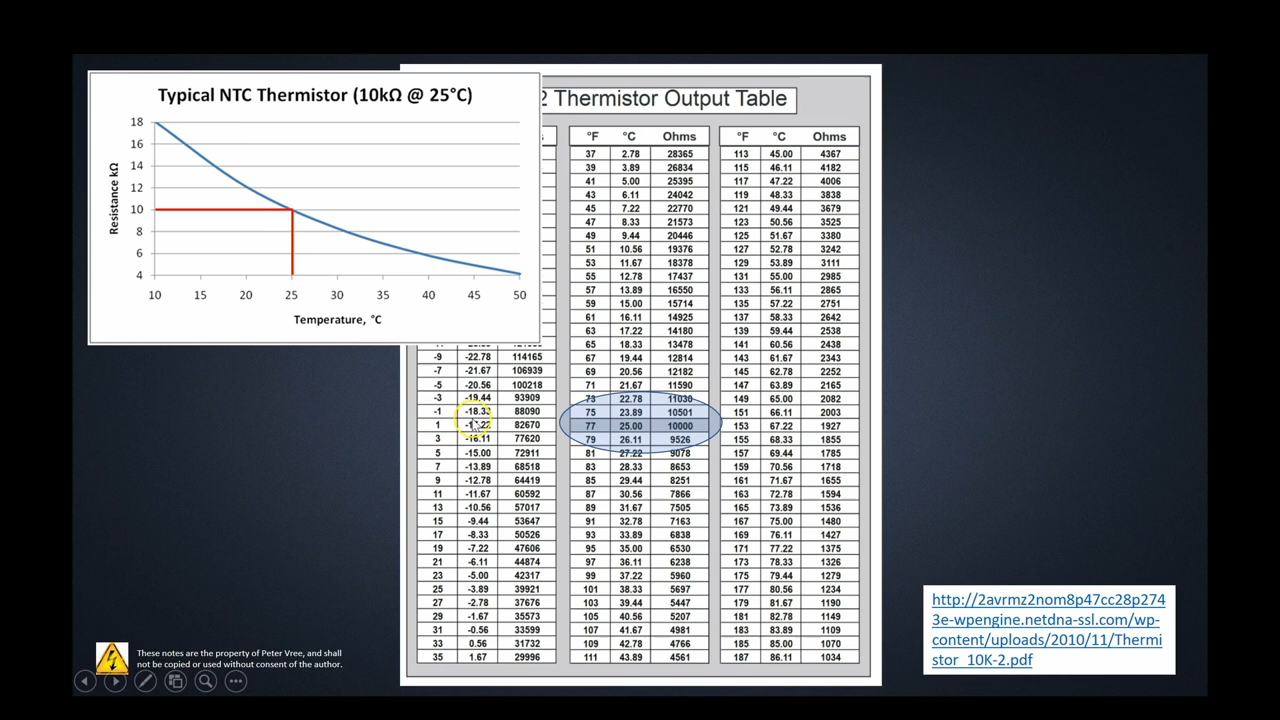 Typical NTC Thermistor (10kΩ @ 25°C)
Resistance kΩ
18
16
14
12
10
8
6
4
10 15 20 25 30 35 40 45 50
Temperature, °C
2 Thermistor Output Table
-9 -22.78 114165
-7 -21.67 106939
-5 -20.56 100218
-3 -19.44 93909
-1 -18.33 88090
1 82670
3 -16.11 77620
5 -15.00 72911
7 -13.89 68518
9 -12.78 64419
11 -11.67 60592
13 -10.56 57017
15 -9.44 53647
17 -8.33 50526
19 -7.22 47606
21 -6.11 44874
23 -5.00 42317
25 -3.89 39921
27 -2.78 37676
29 -1.67 35573
31 -0.56 33599
33 0.56 31732
35 1.67 29996
°F °C Ohms
37 2.78 28365
39 3.89 26834
41 5.00 25395
43 6.11 24042
45 7.22 22770
47 8.33 21573
49 9.44 20446
51 10.56 19376
53 11.67 18378
55 12.78 17437
57 13.89 16550
59 15.00 15714
61 16.11 14925
63 17.22 14180
65 18.33 13478
67 19.44 12814
69 20.56 12182
71 21.67 11590
73 22.78 11030
75 23.89 10501
77 25.00 10000
79 26.11 9526
81 27.22 9078
83 28.33 8653
85 29.44 8251
87 30.56 7866
89 31.67 7505
91 32.78 7163
93 33.89 6838
95 35.00 6530
97 36.11 6238
99 37.22 5960
101 38.33 5697
103 39.44 5447
105 40.56 5207
107 41.67 4981
109 42.78 4766
111 43.89 4561
°F °C Ohms
113 45.00 4367
115 46.11 4182
117 47.22 4006
119 48.33 3838
121 49.44 3679
123 50.56 3525
125 51.67 3380
127 52.78 3242
129 53.89 3111
131 55.00 2985
133 56.11 2865
135 57.22 2751
137 58.33 2642
139 59.44 2538
141 60.56 2438
143 61.67 2343
145 62.78 2252
147 63.89 2165
149 65.00 2082
151 66.11 2003
153 67.22 1927
155 68.33 1855
157 69.44 1785
159 70.56 1718
161 71.67 1655
163 72.78 1594
165 73.89 1536
167 75.00 1480
169 76.11 1427
171 77.22 1375
173 78.33 1326
175 79.44 1279
177 80.56 1234
179 81.67 1190
181 82.78 1149
183 83.89 1109
185 85.00 1070
187 86.11 1034
http://2avrmz2nom8p47cc28p274
3e-wpengine.netdna-ssl.com/wp-
content/uploads/2010/11/Thermi
stor_10K-2.pdf
These notes are the property of Peter Vree, and shall
not be copied or used without consent of the author.